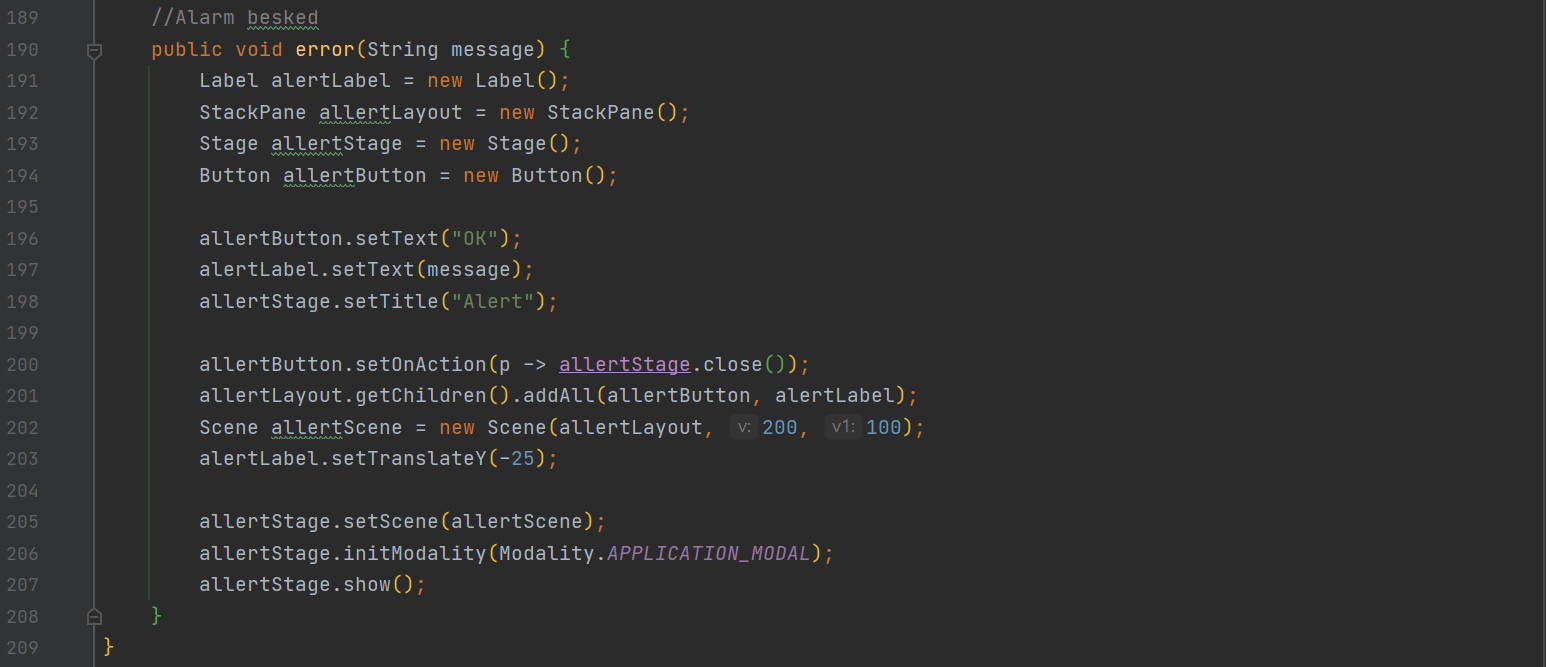 189 //Alarm besked
190 public void error(String message) {
191 Label alertLabel = new Label();
192 StackPane allertLayout = new StackPane();
193 Stage allertStage = new Stage();
194 Button allertButton = new Button();
195
196 allertButton.setText("OK");
197 alertLabel.setText(message);
198 allertStage.setTitle("Alert");
199
200 allertButton.setOnAction(p -> allertStage.close());
201 allertLayout.getChildren().addAll(allertButton, alertLabel);
202 Scene allertScene = new Scene(allertLayout, v: 200, v1: 100);
203 alertLabel.setTranslateY(-25);
204
205 allertStage.setScene(allertScene);
206 allertStage.initModality(Modality.APPLICATION_MODAL);
207 allertStage.show();
208 }
209 }